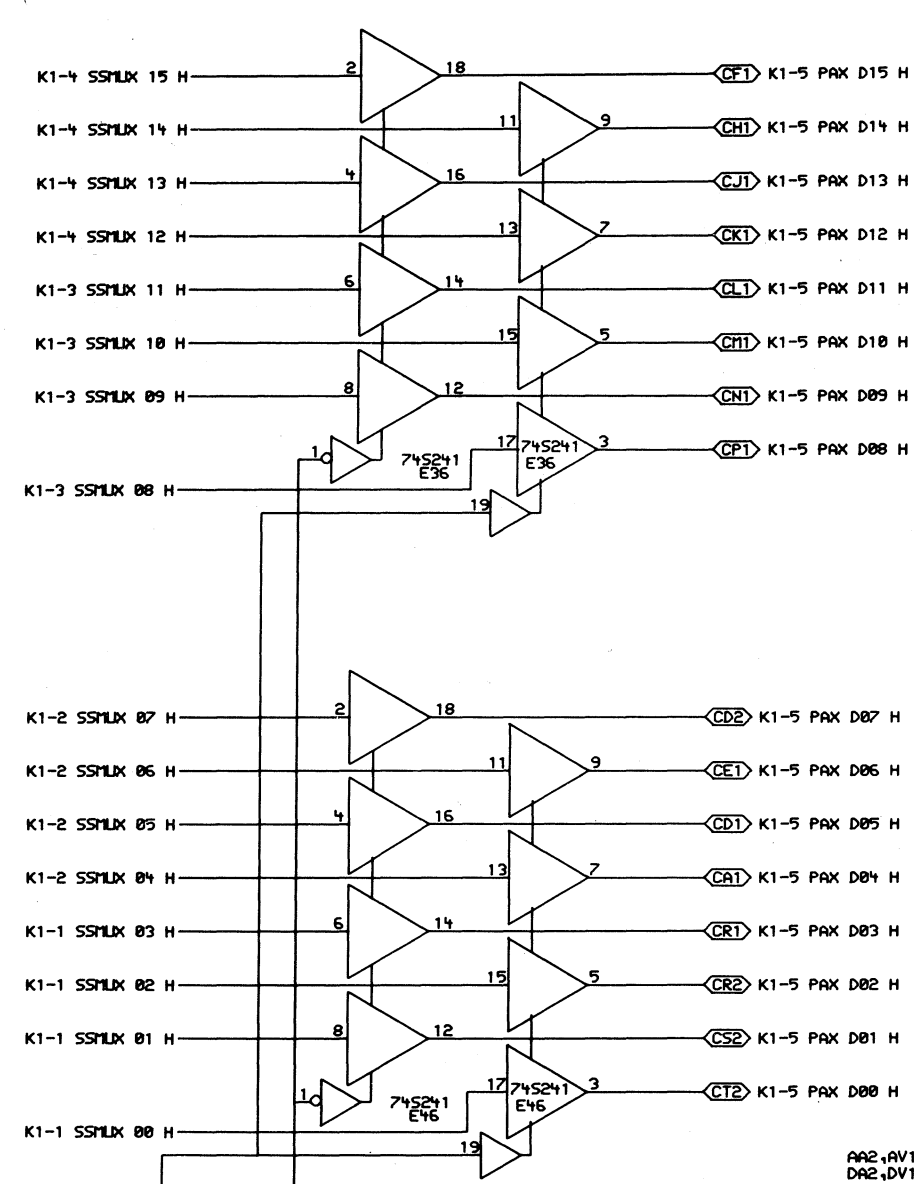 K1-4 SSMUX 15 H 2 18 CF1 K1-5 PAX D15 H
K1-4 SSMUX 14 H 11 9 CH1 K1-5 PAX D14 H
K1-4 SSMUX 13 H 4 16 CJ1 K1-5 PAX D13 H
K1-4 SSMUX 12 H 13 7 CK1 K1-5 PAX D12 H
K1-3 SSMUX 11 H 6 14 CL1 K1-5 PAX D11 H
K1-3 SSMUX 10 H 15 5 CM1 K1-5 PAX D10 H
K1-3 SSMUX 09 H 8 12 CN1 K1-5 PAX D09 H
1 74S241 17 74S241 3 CP1 K1-5 PAX D08 H
E36 E36
K1-3 SSMUX 08 H
19
K1-2 SSMUX 07 H 2 18 CD2 K1-5 PAX D07 H
K1-2 SSMUX 06 H 11 9 CE1 K1-5 PAX D06 H
K1-2 SSMUX 05 H 4 16 CD1 K1-5 PAX D05 H
K1-2 SSMUX 04 H 13 7 CA1 K1-5 PAX D04 H
K1-1 SSMUX 03 H 6 14 CR1 K1-5 PAX D03 H
K1-1 SSMUX 02 H 15 5 CR2 K1-5 PAX D02 H
K1-1 SSMUX 01 H 8 12 CS2 K1-5 PAX D01 H
1 74S241 17 74S241 3 CT2 K1-5 PAX D00 H
E46 E46
K1-1 SSMUX 00 H
19
AA2,AV1
DA2,DV1